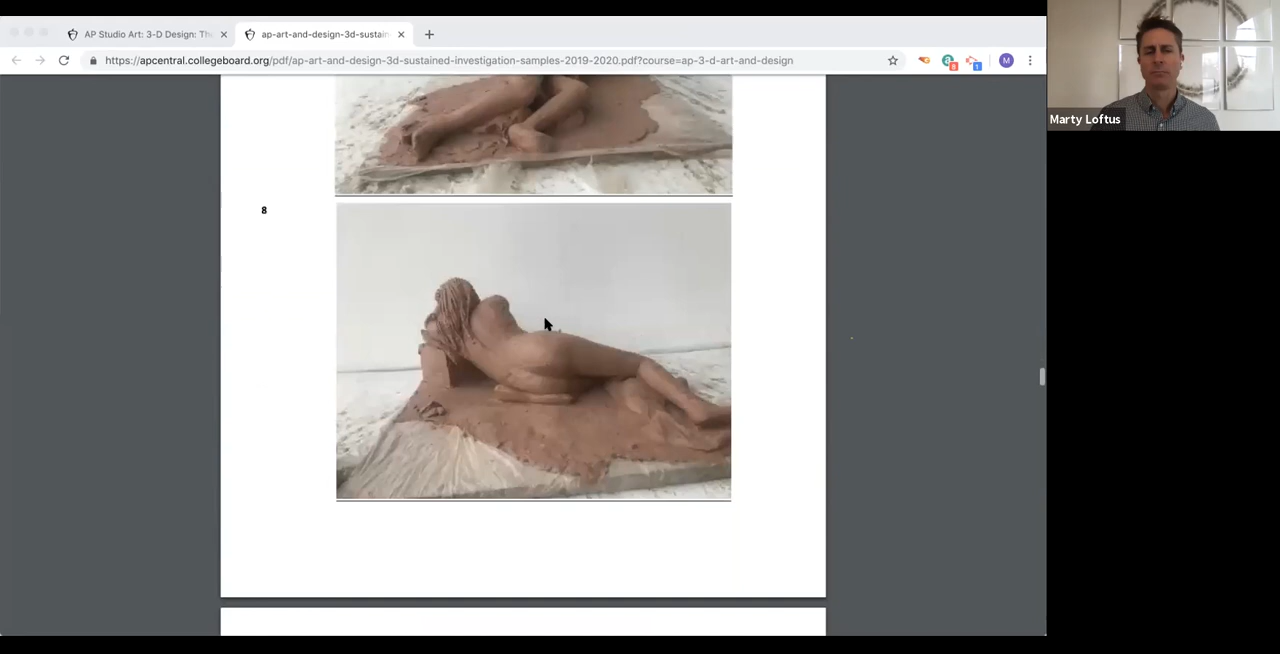 AP Studio Art: 3-D Design: Th
ap-art-and-design-3d-sustain
https://apcentral.collegeboard.org/pdf/ap-art-and-design-3d-sustained-investigation-samples-2019-2020.pdf?course=ap-3-d-art-and-design
M
Marty Loftus
8